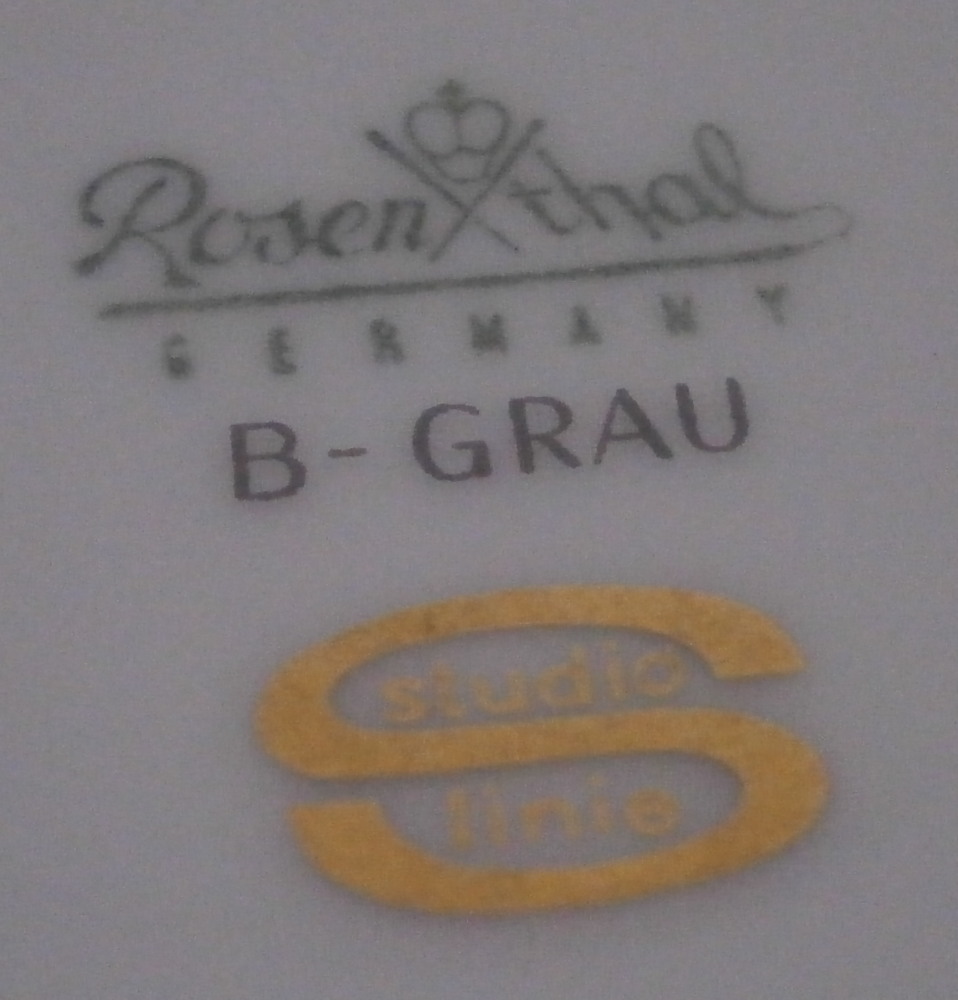 Rosenthal
GERMANY
B-GRAU
studio
linie